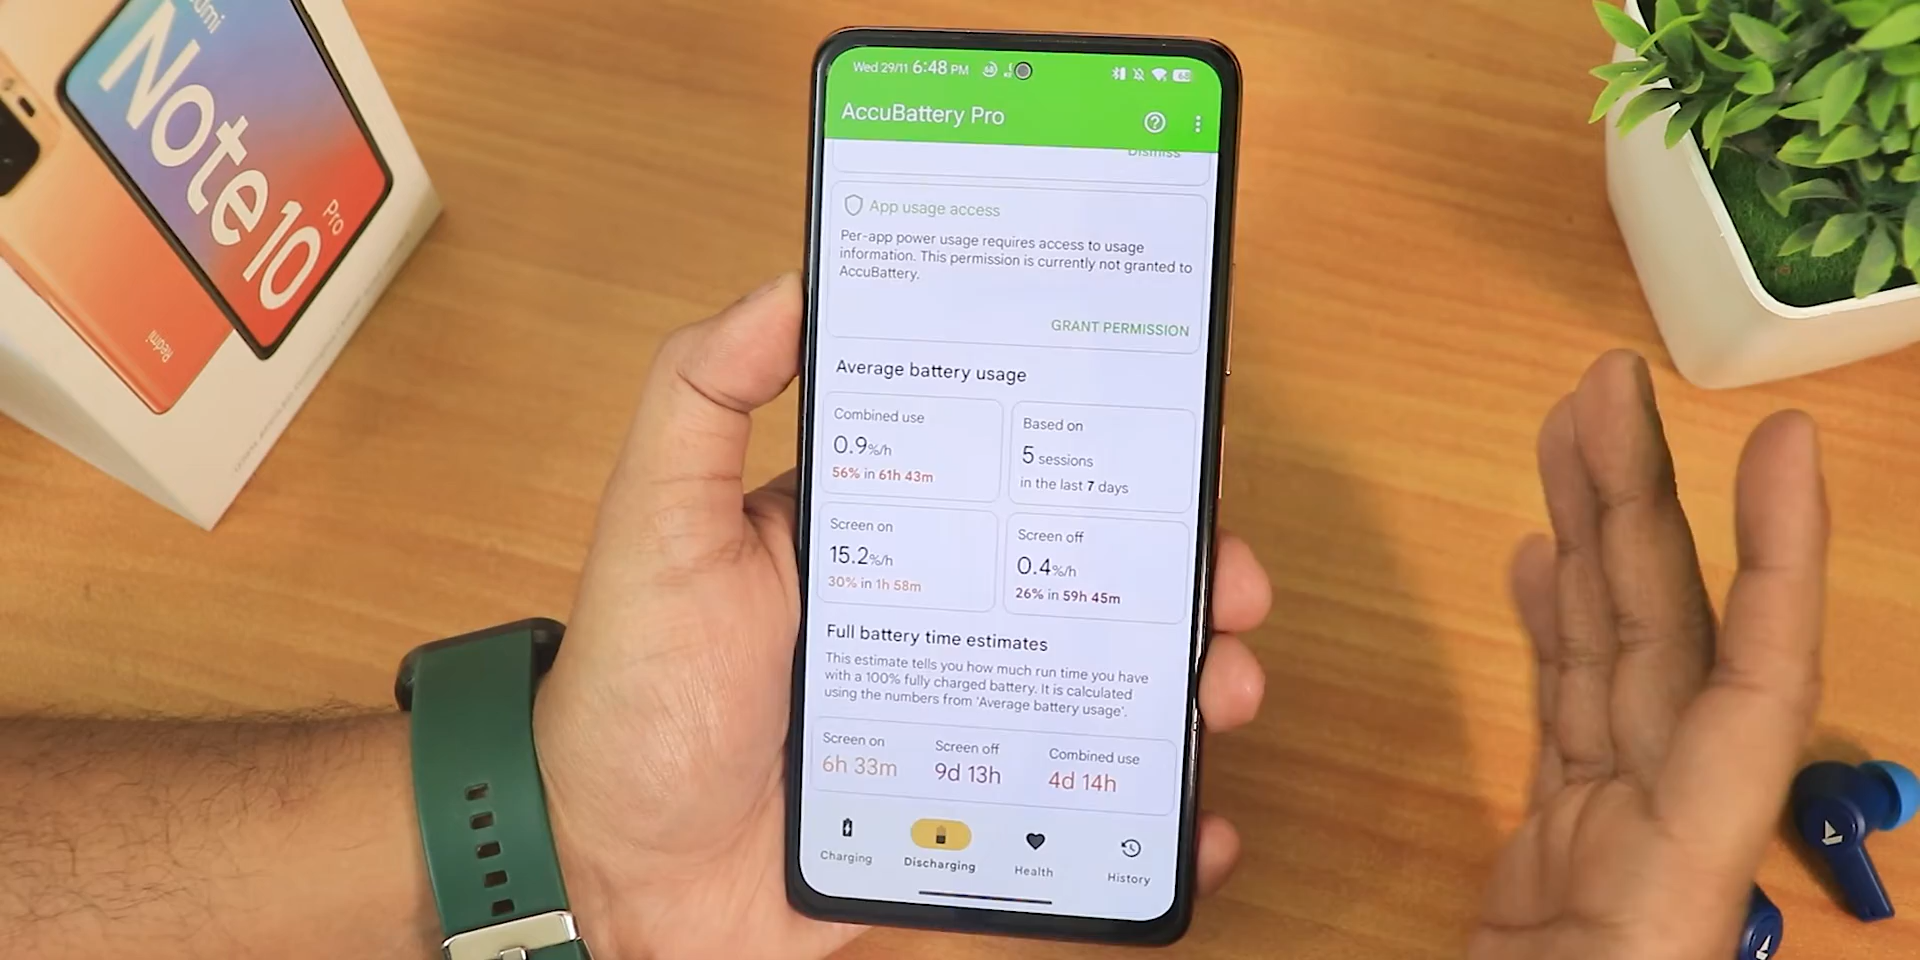 Redmi
Note 10
Pro
Redmi
Wed 29/11 6:48 PM
68
AccuBattery Pro
Dismiss
App usage access
Per-app power usage requires access to usage
information. This permission is currently not granted to
AccuBattery.
GRANT PERMISSION
Average battery usage
Combined use
0.9%/h
56% in 61h 43m
Based on
5 sessions
in the last 7 days
Screen on
15.2%/h
30% in 1h 58m
Screen off
0.4%/h
26% in 59h 45m
Full battery time estimates
This estimate tells you how much run time you have
with a 100% fully charged battery. It is calculated
using the numbers from 'Average battery usage'.
Screen on
6h 33m
Screen off
9d 13h
Combined use
4d 14h
Charging
Discharging
Health
History